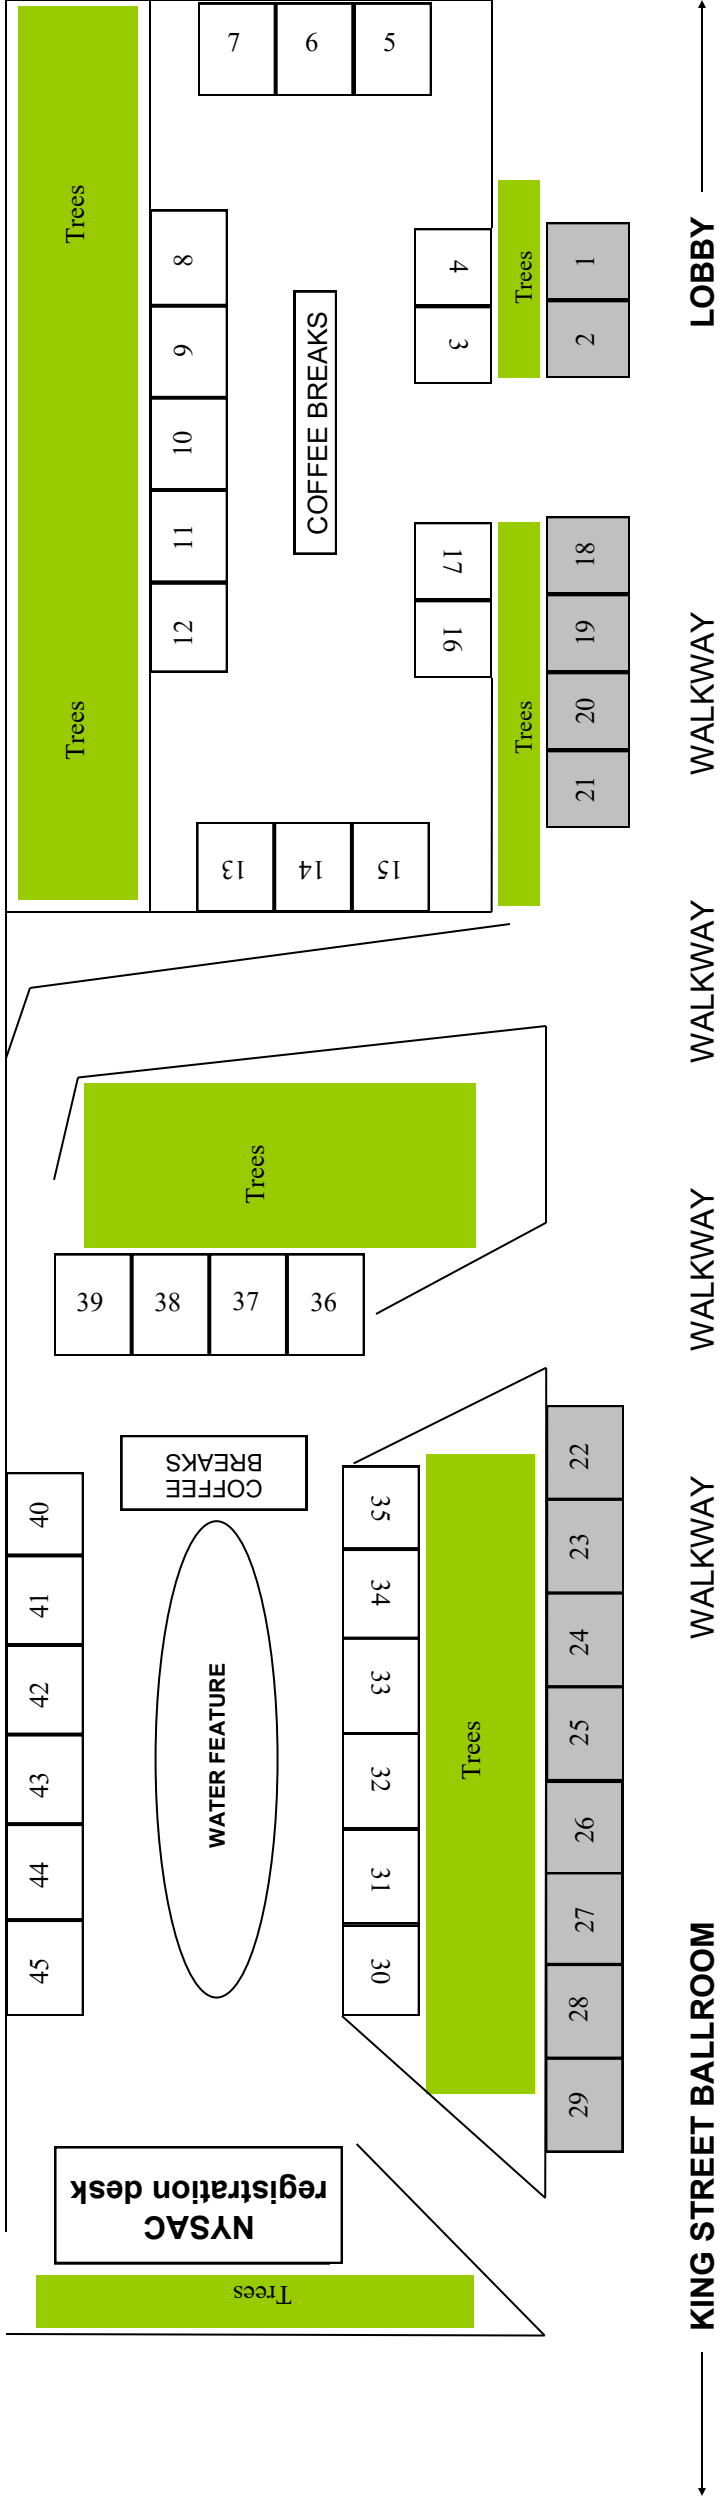 7
6
5
Trees
8
4
Trees
1
LOBBY
COFFEE BREAKS
9
3
2
10
11
17
18
12
16
19
WALKWAY
Trees
Trees
20
21
13
14
15
WALKWAY
Trees
WALKWAY
39
38
37
36
COFFEE
BREAKS
22
40
35
23
WALKWAY
41
34
24
42
33
WATER FEATURE
Trees
25
43
32
26
44
31
27
45
30
28
KING STREET BALLROOM
29
NYSAC
registration desk
Trees